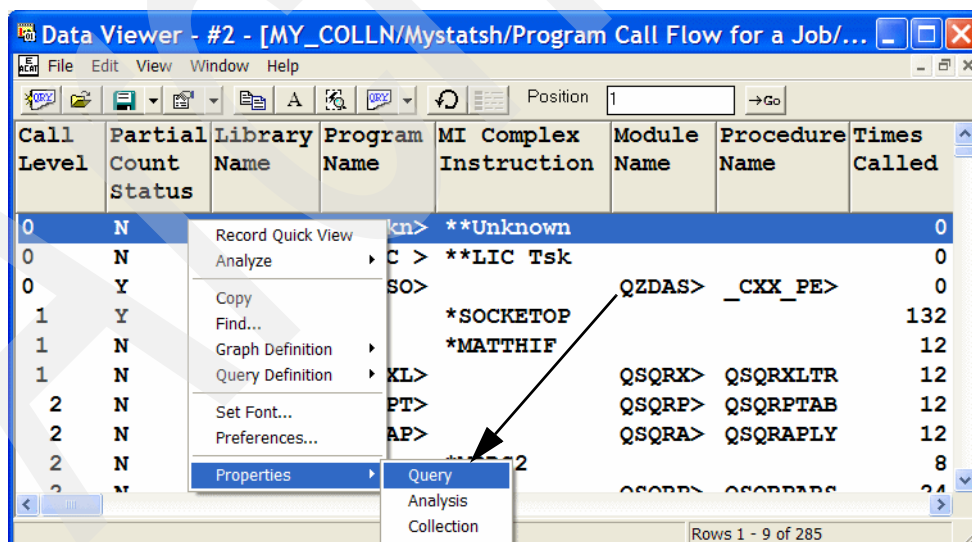 Data Viewer - #2 - [MY_COLLN/Mystatsh/Program Call Flow for a Job/...
File Edit View Window Help
Position 1 →Go
Call Level Partial Count Status Library Name Program Name MI Complex Instruction Module Name Procedure Name Times Called
0 N kn> **Unknown 0
0 N C > **LIC Tsk 0
0 Y SO> QZDAS> _CXX_PE> 0
1 Y *SOCKETOP 132
1 N *MATTHIF 12
1 N XL> QSQRX> QSQRXLTR 12
2 N PT> QSQRP> QSQRPTAB 12
2 N AP> QSQRA> QSQRAPLY 12
2 N 8
Record Quick View
Analyze
Copy
Find...
Graph Definition
Query Definition
Set Font...
Preferences...
Properties
Query
Analysis
Collection
Rows 1 - 9 of 285